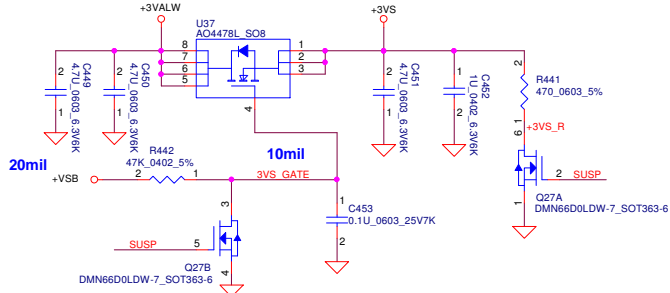 +3VALW
+3VS
U37
AO4478L_SO8
8
7
6
5
1
2
3
4
2
C449
4.7U_0603_6.3V6K
1
2
C450
4.7U_0603_6.3V6K
1
2
C451
4.7U_0603_6.3V6K
1
1
C452
1U_0402_6.3V6K
2
2
R441
470_0603_5%
1
+3VS_R
6
2
SUSP
1
Q27A
DMN66D0LDW-7_SOT363-6
20mil
R442
47K_0402_5%
10mil
+VSB
2
1
3VS_GATE
3
1
C453
0.1U_0603_25V7K
2
SUSP
5
4
Q27B
DMN66D0LDW-7_SOT363-6